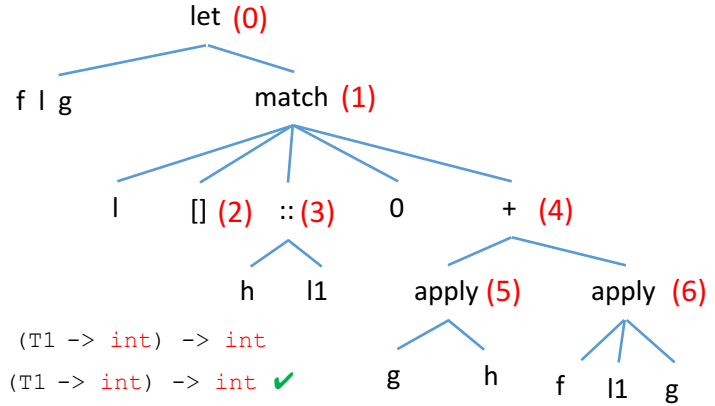 let (0)
f l g
match (1)
l [] (2) :: (3) 0 + (4)
h l1 apply (5) apply (6)
(T1 -> int) -> int
g h f l1 g
(T1 -> int) -> int ✔